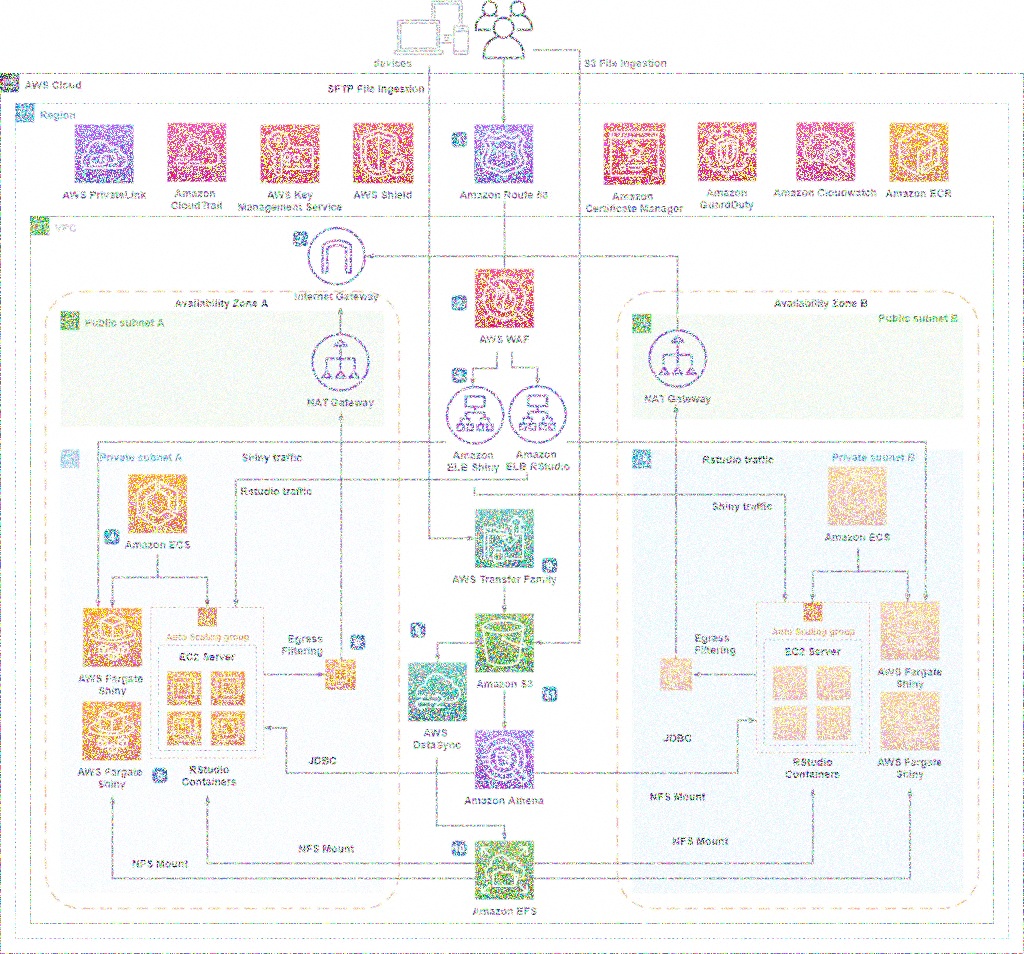 devices
S3 File Ingestion
AWS Cloud
SFTP File Ingestion
Region
AWS PrivateLink
Amazon
CloudTrail
AWS Key
Management Service
AWS Shield
Amazon Route 53
Amazon
Certificate Manager
Amazon
GuardDuty
Amazon Cloudwatch
Amazon ECR
VPC
Internet Gateway
Availability Zone A
Availability Zone B
Public subnet A
Public subnet B
AWS WAF
NAT Gateway
NAT Gateway
Amazon
ELB Shiny
Amazon
ELB RStudio
Private subnet A
Shiny traffic
Rstudio traffic
Private subnet B
Rstudio traffic
Shiny traffic
Amazon ECS
Amazon ECS
AWS Transfer Family
Auto Scaling group
EC2 Server
Egress
Filtering
Egress
Filtering
Auto Scaling group
EC2 Server
AWS Fargate
Shiny
Amazon S3
AWS Fargate
Shiny
AWS
DataSync
JDBC
JDBC
AWS Fargate
Shiny
RStudio
Containers
RStudio
Containers
AWS Fargate
Shiny
Amazon Athena
NFS Mount
NFS Mount
NFS Mount
NFS Mount
Amazon EFS